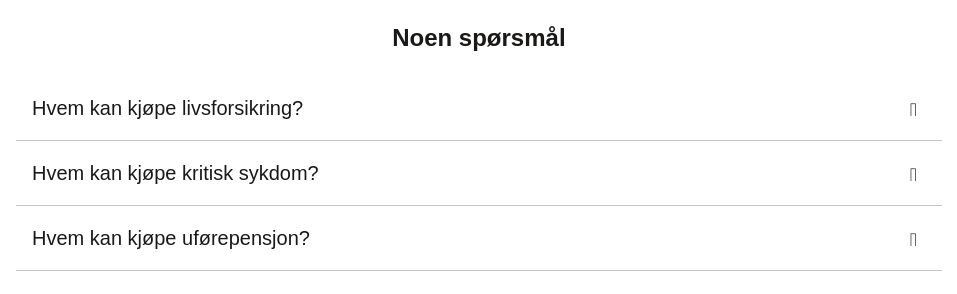 Noen spørsmål
Hvem kan kjøpe livsforsikring?
Hvem kan kjøpe kritisk sykdom?
Hvem kan kjøpe uførepensjon?